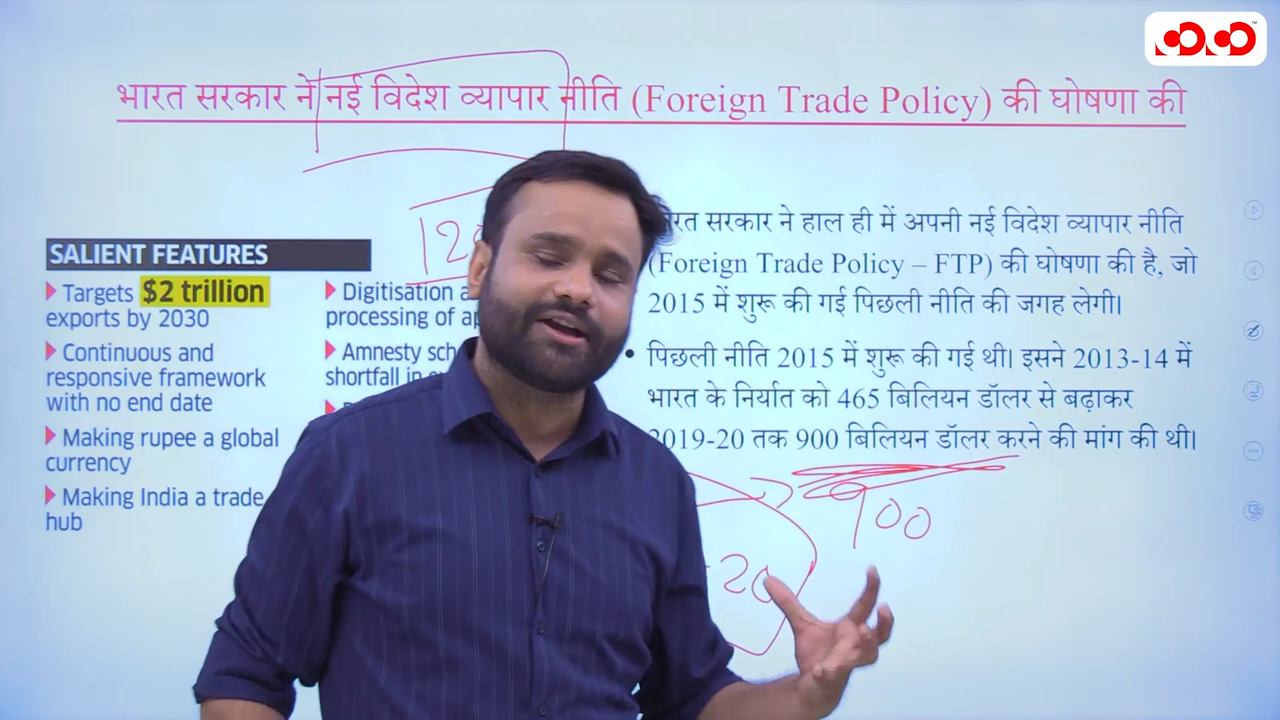 भारत सरकार ने नई विदेश व्यापार नीति (Foreign Trade Policy) की घोषणा की
SALIENT FEATURES
Targets $2 trillion
exports by 2030
Continuous and
responsive framework
with no end date
Making rupee a global
currency
Making India a trade
hub
Digitisation
processing of
Amnesty
shortfall in
सरकार ने हाल ही में अपनी नई विदेश व्यापार नीति
(Foreign Trade Policy – FTP) की घोषणा की है, जो
2015 में शुरू की गई पिछली नीति की जगह लेगी।
• पिछली नीति 2015 में शुरू की गई थी। इसने 2013-14 में
भारत के निर्यात को 465 बिलियन डॉलर से बढ़ाकर
2019-20 तक 900 बिलियन डॉलर करने की मांग की थी।
900
20